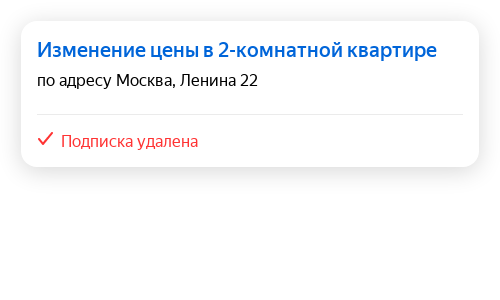 Изменение цены в 2-комнатной квартире
по адресу Москва, Ленина 22
Подписка удалена